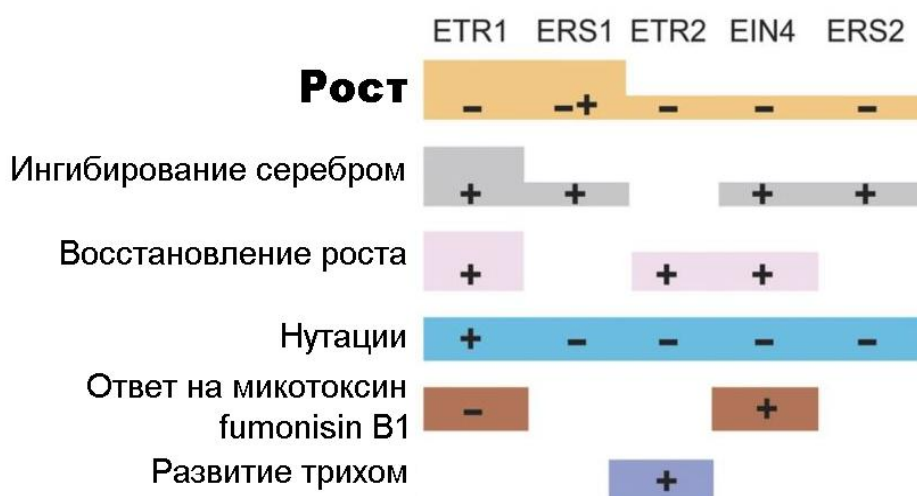 ETR1 ERS1 ETR2 EIN4 ERS2
Рост
- -+ - - -
Ингибирование серебром
+ + + +
Восстановление роста
+ + +
Нутации
+ - - - -
Ответ на микотоксин
fumonisin B1
- +
Развитие трихом
+